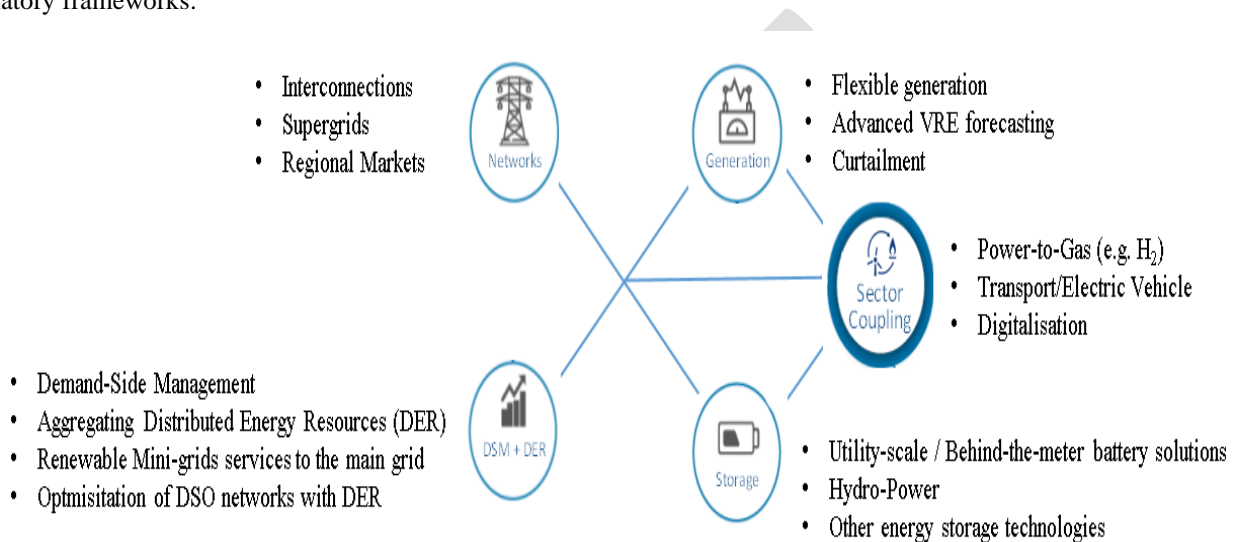 latory frameworks.
• Interconnections
• Supergrids
• Regional Markets
Networks
Generation
• Flexible generation
• Advanced VRE forecasting
• Curtailment
Sector
Coupling
• Power-to-Gas (e.g. H₂)
• Transport/Electric Vehicle
• Digitalisation
• Demand-Side Management
• Aggregating Distributed Energy Resources (DER)
• Renewable Mini-grids services to the main grid
• Optmisitation of DSO networks with DER
DSM + DER
Storage
• Utility-scale / Behind-the-meter battery solutions
• Hydro-Power
• Other energy storage technologies